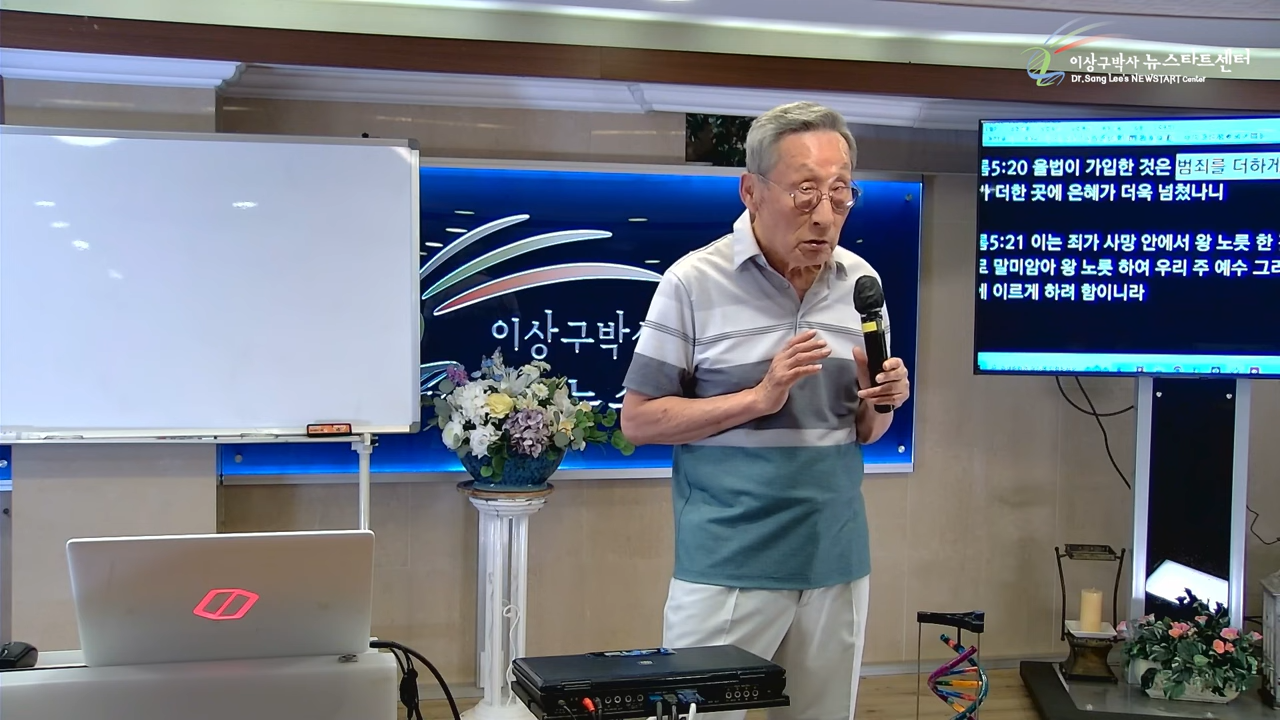 이상구박사 뉴스타트센터
Dr.Sang Lee's NEWSTART Center
롬5:20 율법이 가입한 것은 범죄를 더하게
더한 곳에 은혜가 더욱 넘쳤나니
롬5:21 이는 죄가 사망 안에서 왕 노릇 한
로 말미암아 왕 노릇 하여 우리 주 예수 그리
에 이르게 하려 함이니라
이상구박사